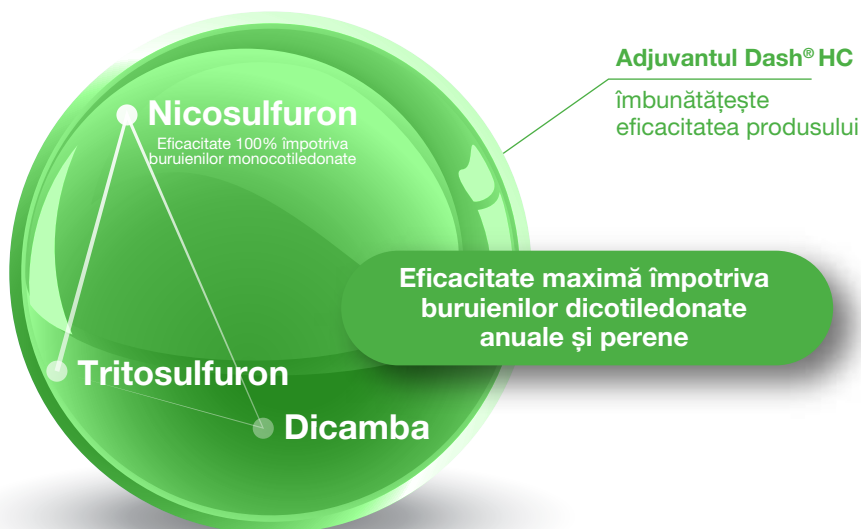 Adjuvantul Dash® HC
îmbunătățește
eficacitatea produsului
Nicosulfuron
Eficacitate 100% împotriva
buruienilor monocotiledonate
Eficacitate maximă împotriva
buruienilor dicotiledonate
anuale și perene
Tritosulfuron
Dicamba